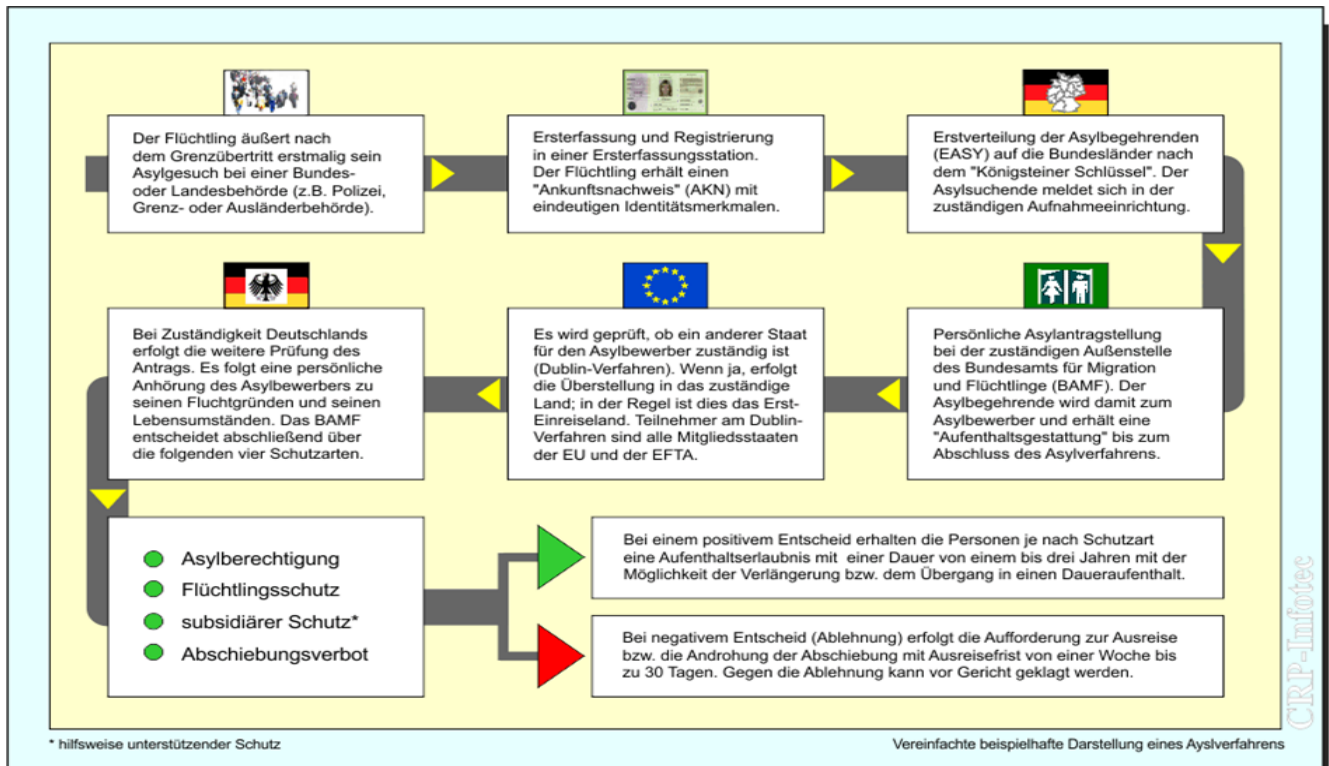 Der Flüchtling äußert nach
dem Grenzübertritt erstmalig sein
Asylgesuch bei einer Bundes-
oder Landesbehörde (z.B. Polizei,
Grenz- oder Ausländerbehörde).
Ersterfassung und Registrierung
in einer Ersterfassungsstation.
Der Flüchtling erhält einen
"Ankunftsnachweis" (AKN) mit
eindeutigen Identitätsmerkmalen.
Erstverteilung der Asylbegehrenden
(EASY) auf die Bundesländer nach
dem "Königsteiner Schlüssel". Der
Asylsuchende meldet sich in der
zuständigen Aufnahmeeinrichtung.
Persönliche Asylantragstellung
bei der zuständigen Außenstelle
des Bundesamts für Migration
und Flüchtlinge (BAMF). Der
Asylbegehrende wird damit zum
Asylbewerber und erhält eine
"Aufenthaltsgestattung" bis zum
Abschluss des Asylverfahrens.
Es wird geprüft, ob ein anderer Staat
für den Asylbewerber zuständig ist
(Dublin-Verfahren). Wenn ja, erfolgt
die Überstellung in das zuständige
Land; in der Regel ist dies das Erst-
Einreiseland. Teilnehmer am Dublin-
Verfahren sind alle Mitgliedsstaaten
der EU und der EFTA.
Bei Zuständigkeit Deutschlands
erfolgt die weitere Prüfung des
Antrags. Es folgt eine persönliche
Anhörung des Asylbewerbers zu
seinen Fluchtgründen und seinen
Lebensumständen. Das BAMF
entscheidet abschließend über
die folgenden vier Schutzarten.
Asylberechtigung
Flüchtlingsschutz
subsidiärer Schutz*
Abschiebungsverbot
Bei einem positivem Entscheid erhalten die Personen je nach Schutzart
eine Aufenthaltserlaubnis mit einer Dauer von einem bis drei Jahren mit der
Möglichkeit der Verlängerung bzw. dem Übergang in einen Daueraufenthalt.
Bei negativem Entscheid (Ablehnung) erfolgt die Aufforderung zur Ausreise
bzw. die Androhung der Abschiebung mit Ausreisefrist von einer Woche bis
zu 30 Tagen. Gegen die Ablehnung kann vor Gericht geklagt werden.
CRP-Infotec
* hilfsweise unterstützender Schutz
Vereinfachte beispielhafte Darstellung eines Ayslverfahrens